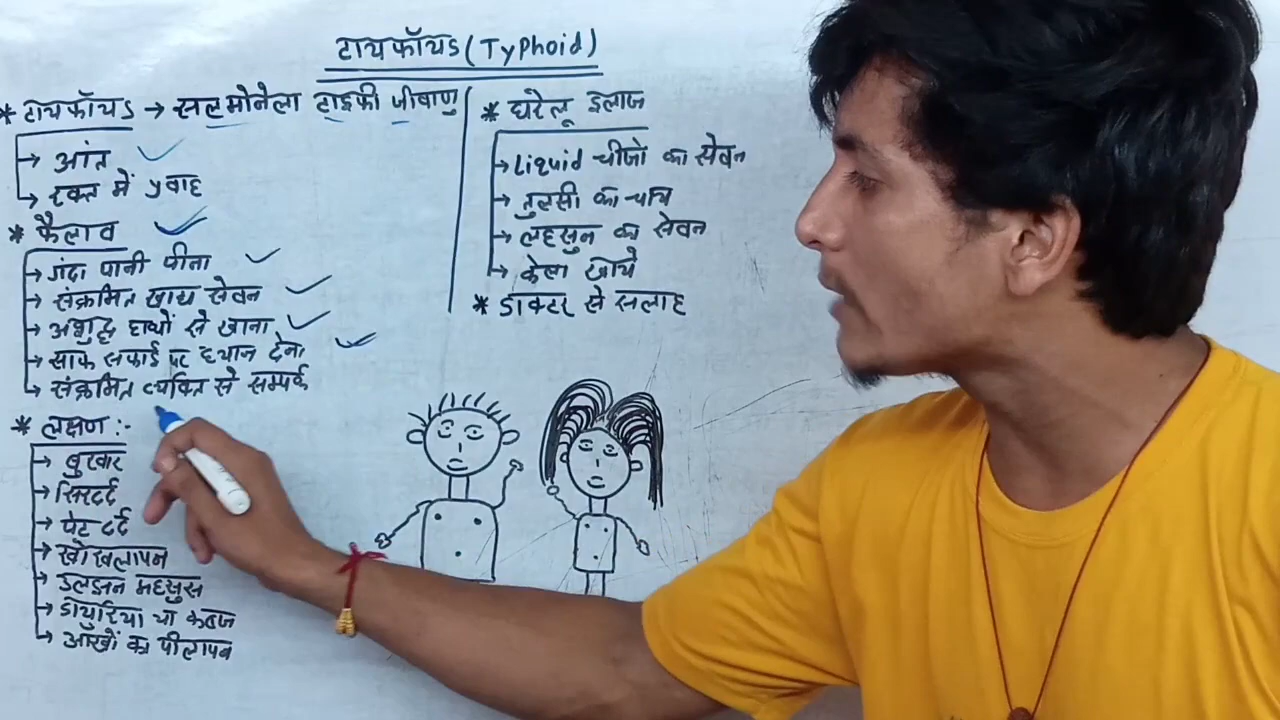 टायफॉयड (Typhoid)
* टायफॉयड → सलमोनेला टाइफी जीवाणु
→ आंत
→ रक्त में प्रवाह
* फैलाव
→ गंदा पानी पीना
→ संक्रमित खाद्य सेवन
→ अशुद्ध हाथों से खाना
→ साफ सफाई पर ध्यान देना
→ संक्रमित व्यक्ति से सम्पर्क
* लक्षण :-
→ बुखार
→ सिरदर्द
→ पेट दर्द
→ खोखलापन
→ उलझन महसुस
→ डायुरिया या कब्ज
→ आखों का पीलापन
* घरेलू इलाज
→ Liquid चीजो का सेवन
→ तुलसी का चाय
→ लहसुन का सेवन
→ केला खाये
* डाक्टर से सलाह